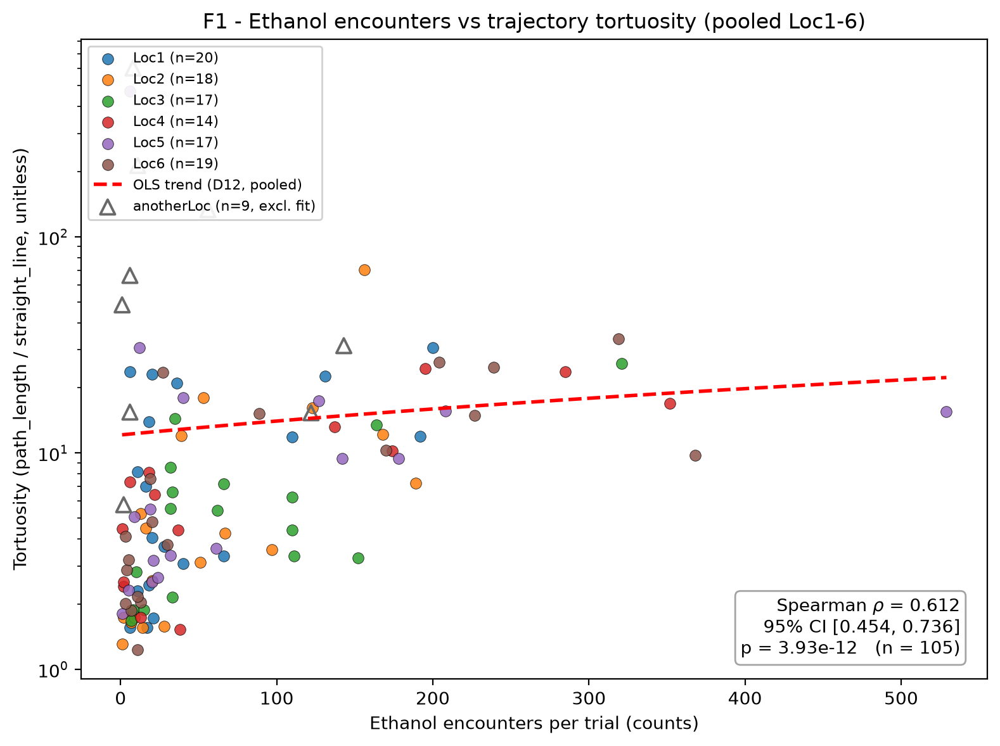 F1 - Ethanol encounters vs trajectory tortuosity (pooled Loc1-6)
Loc1 (n=20)
Loc2 (n=18)
Loc3 (n=17)
Loc4 (n=14)
Loc5 (n=17)
Loc6 (n=19)
OLS trend (D12, pooled)
anotherLoc (n=9, excl. fit)
Tortuosity (path_length / straight_line, unitless)
10²
10¹
10⁰
Spearman ρ = 0.612
95% CI [0.454, 0.736]
p = 3.93e-12 (n = 105)
0 100 200 300 400 500
Ethanol encounters per trial (counts)